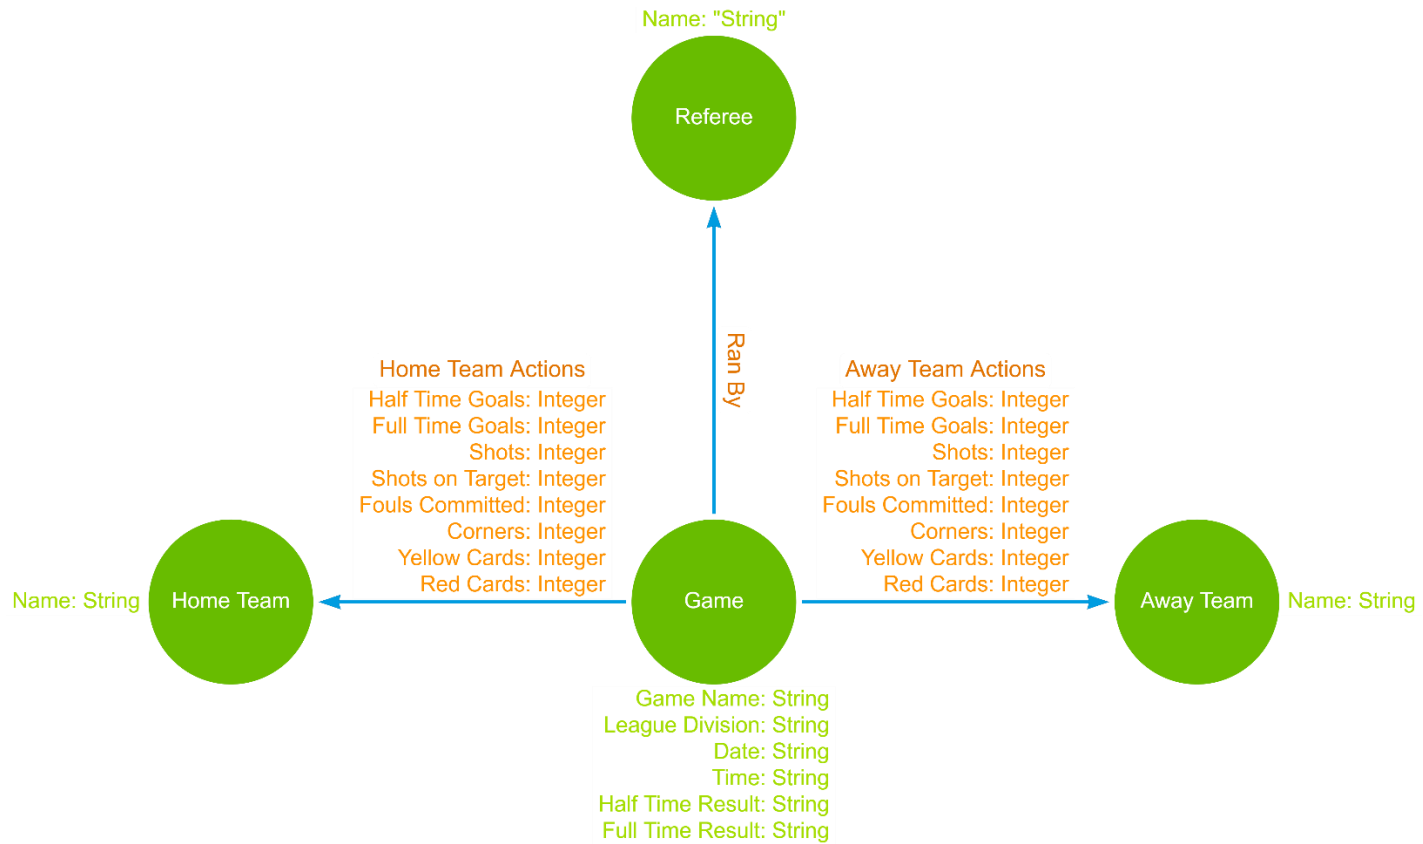 Name: "String"
Referee
Ran By
Home Team Actions
Half Time Goals: Integer
Full Time Goals: Integer
Shots: Integer
Shots on Target: Integer
Fouls Committed: Integer
Corners: Integer
Yellow Cards: Integer
Red Cards: Integer
Away Team Actions
Half Time Goals: Integer
Full Time Goals: Integer
Shots: Integer
Shots on Target: Integer
Fouls Committed: Integer
Corners: Integer
Yellow Cards: Integer
Red Cards: Integer
Name: String
Home Team
Game
Away Team
Name: String
Game Name: String
League Division: String
Date: String
Time: String
Half Time Result: String
Full Time Result: String